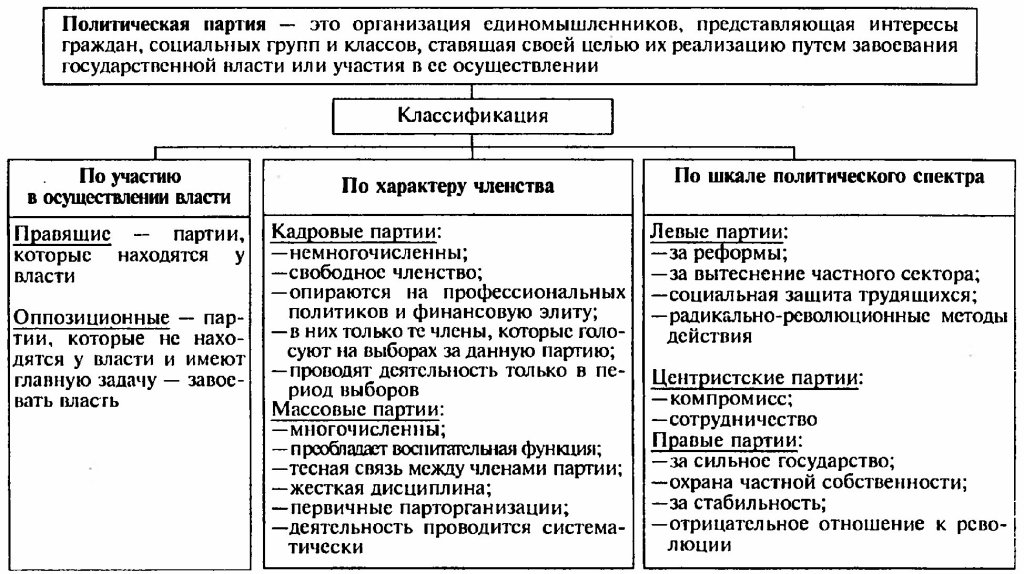 Политическая партия — это организация единомышленников, представляющая интересы
граждан, социальных групп и классов, ставящая своей целью их реализацию путем завоевания
государственной власти или участия в ее осуществлении
Классификация
По участию
в осуществлении власти
Правящие — партии,
которые находятся у
власти
Оппозиционные — пар-
тии, которые не нахо-
дятся у власти и имеют
главную задачу — завое-
вать власть
По характеру членства
Кадровые партии:
—немногочисленны;
—свободное членство;
—опираются на профессиональных
политиков и финансовую элиту;
—в них только те члены, которые голо-
суют на выборах за данную партию;
—проводят деятельность только в пе-
риод выборов
Массовые партии:
—многочисленны;
—преобладает воспитательная функция;
—тесная связь между членами партии;
—жесткая дисциплина;
—первичные парторганизации;
—деятельность проводится система-
тически
По шкале политического спектра
Левые партии:
—за реформы;
—за вытеснение частного сектора;
—социальная защита трудящихся;
—радикально-революционные методы
действия
Центристские партии:
—компромисс;
—сотрудничество
Правые партии:
—за сильное государство;
—охрана частной собственности;
—за стабильность;
—отрицательное отношение к рево-
люции